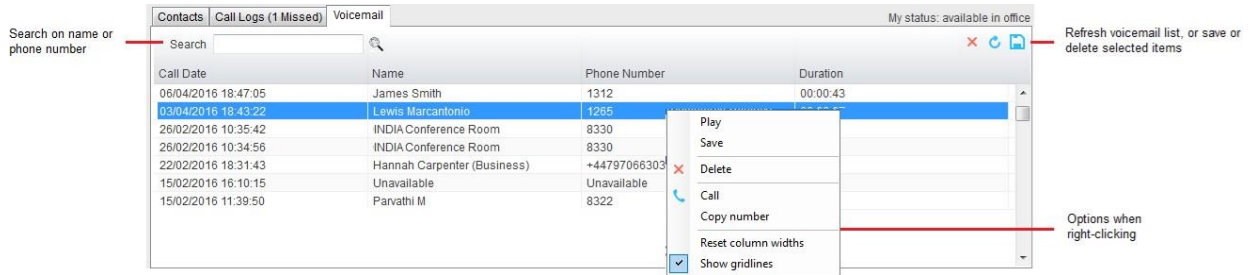 Contacts Call Logs (1 Missed) Voicemail My status: available in office
Search on name or
phone number
Search
Refresh voicemail list, or save or
delete selected items
Call Date Name Phone Number Duration
06/04/2016 18:47:05 James Smith 1312 00:00:43
03/04/2016 18:43:22 Lewis Marcantonio 1265
26/02/2016 10:35:42 INDIA Conference Room 8330
26/02/2016 10:34:56 INDIA Conference Room 8330
22/02/2016 18:31:43 Hannah Carpenter (Business) +44797066303
15/02/2016 16:10:15 Unavailable Unavailable
15/02/2016 11:39:50 Parvathi M 8322
Play
Save
Delete
Call
Copy number
Reset column widths
Show gridlines
Options when
right-clicking